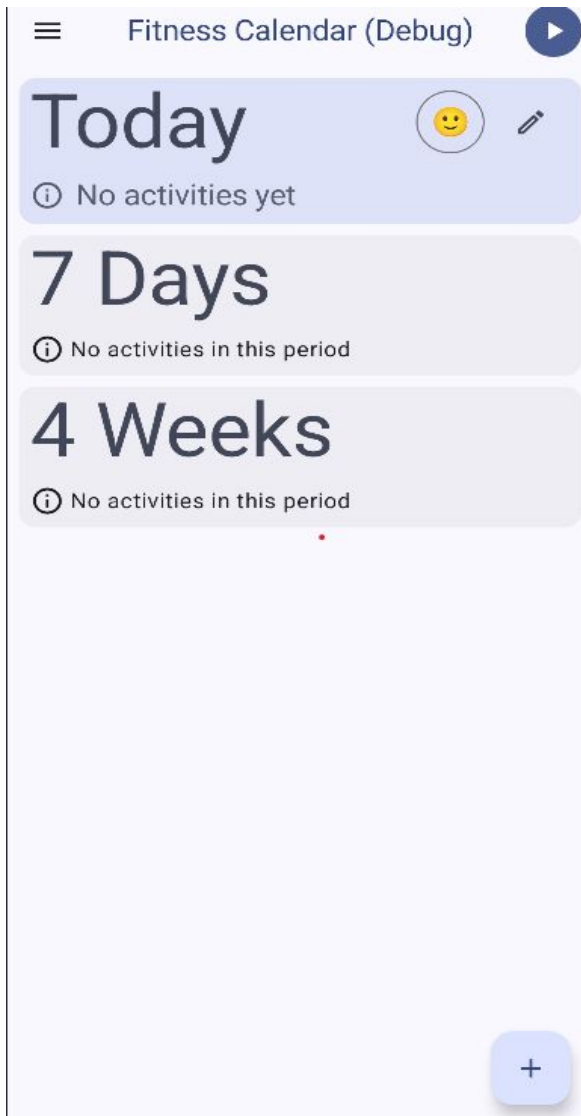 Fitness Calendar (Debug)
Today
No activities yet
7 Days
No activities in this period
4 Weeks
No activities in this period